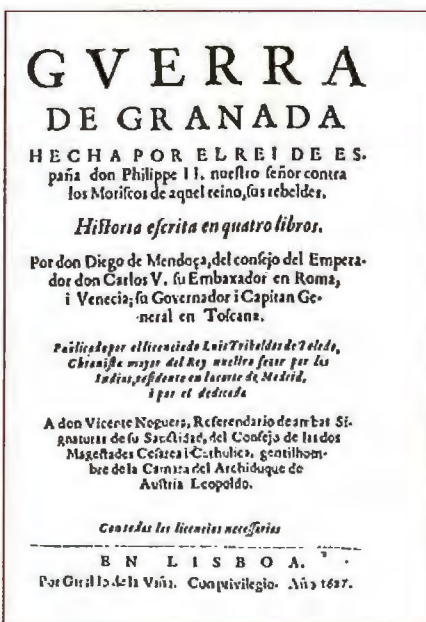 GVERRA
DE GRANADA
HECHA POR EL REI DE ES-
paña don Philippe II. nuestro señor contra
los Moriscos de aquel reino, sus rebeldes.
Historia escrita en quatro libros.
Por don Diego de Mendoça, del consejo del Empera-
dor don Carlos V. su Embaxador en Roma,
i Venecia; su Governador i Capitan Ge-
neral en Toscana.
Publicada por el licenciado Luis Tribaldos de Toledo,
Chronista mayor del Rey nuestro señor por las
Indias, residente en la corte de Madrid,
i por el dedicada
A don Vicente Noguera, Referendario de ambas Si-
gnaturas de su Santidad, del Consejo de las dos
Magestades Cesarea i Catholica, gentilhom-
bre de la Camara del Archiduque de
Austria Leopoldo.
Con todas las licencias necessarias
EN LISBOA.
Por de la Viña. Con privilegio. Año 1627.